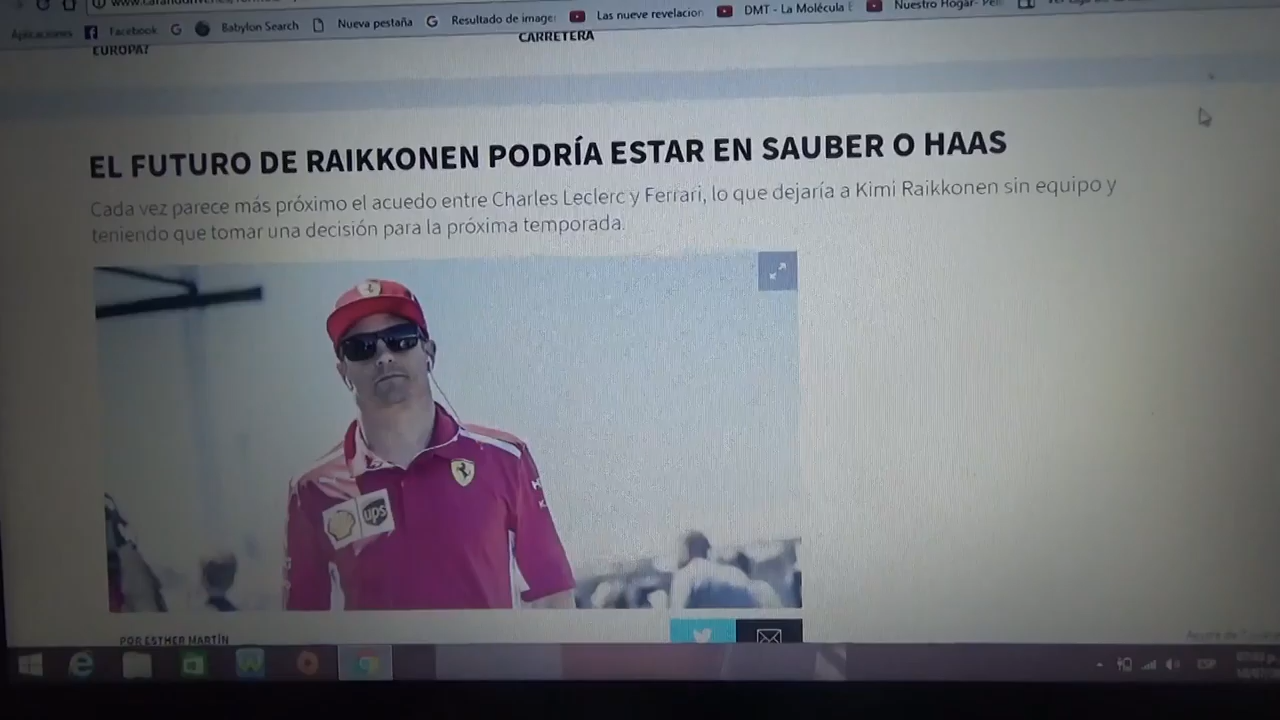 Aplicaciones Facebook Babylon Search Nueva pestaña Resultado de image Las nueve revelacion DMT - La Molécula E Nuestro Hogar- Peli
EUROPA?
CARRETERA
EL FUTURO DE RAIKKONEN PODRÍA ESTAR EN SAUBER O HAAS
Cada vez parece más próximo el acuedo entre Charles Leclerc y Ferrari, lo que dejaría a Kimi Raikkonen sin equipo y
teniendo que tomar una decisión para la próxima temporada.
ups
POR ESTHER MARTÍN
ESP